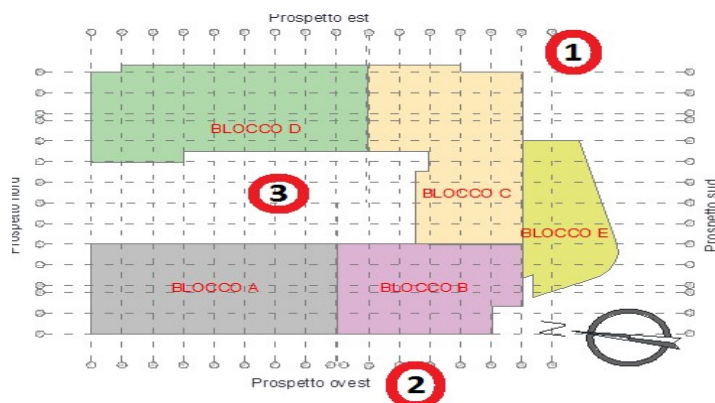 Prospetto est
1
BLOCCO D
BLOCCO C
3
Prospetto nord
Prospetto sud
BLOCCO E
BLOCCO A
BLOCCO B
N
Prospetto ovest
2